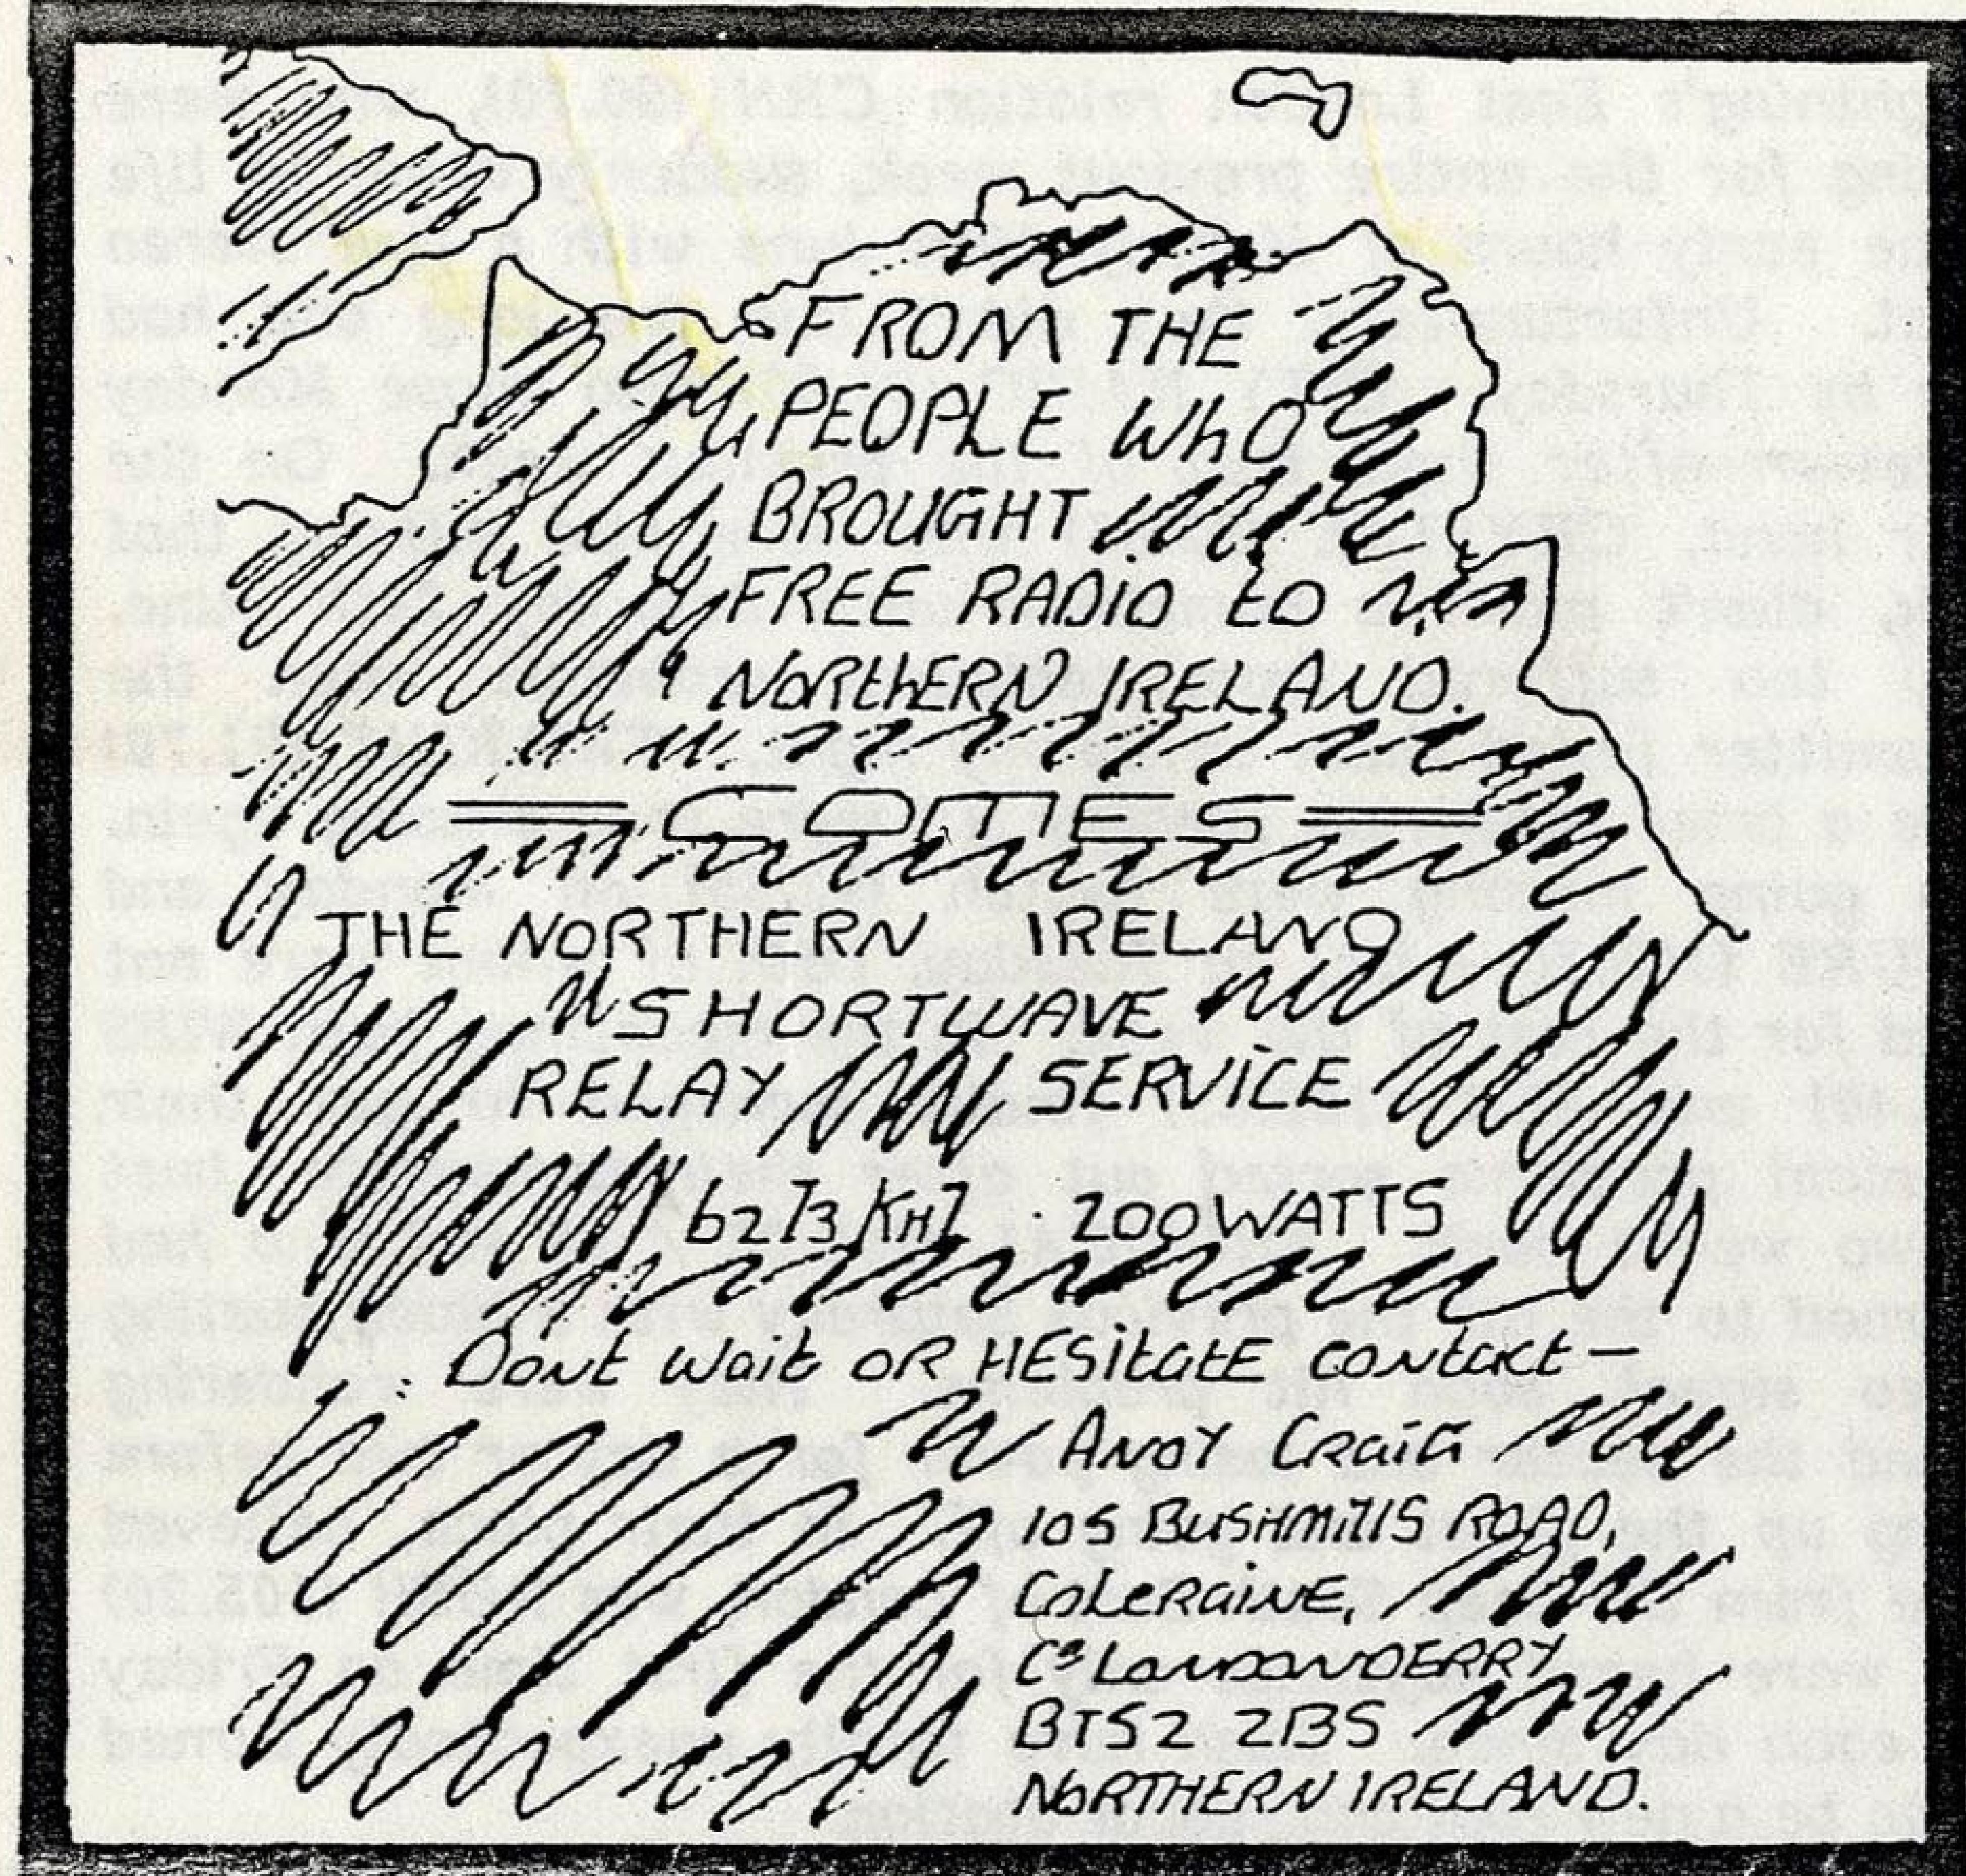 FROM THE
PEOPLE WhO
BROUGHT
FREE RADiO tO
NORthERN IRELAND.
COMES
THE NORTHERN IRELAND
SHORTWAVE
RELAY SERViCE
6273 KHZ . 200 WATTS
Dont wait OR HESitatE contact —
ANDY CRaiG
105 BuSHMillS ROAD,
ColeRaiNE,
Co LONDONDERRY
BT52 2BS
NORTHERN IRELAND.